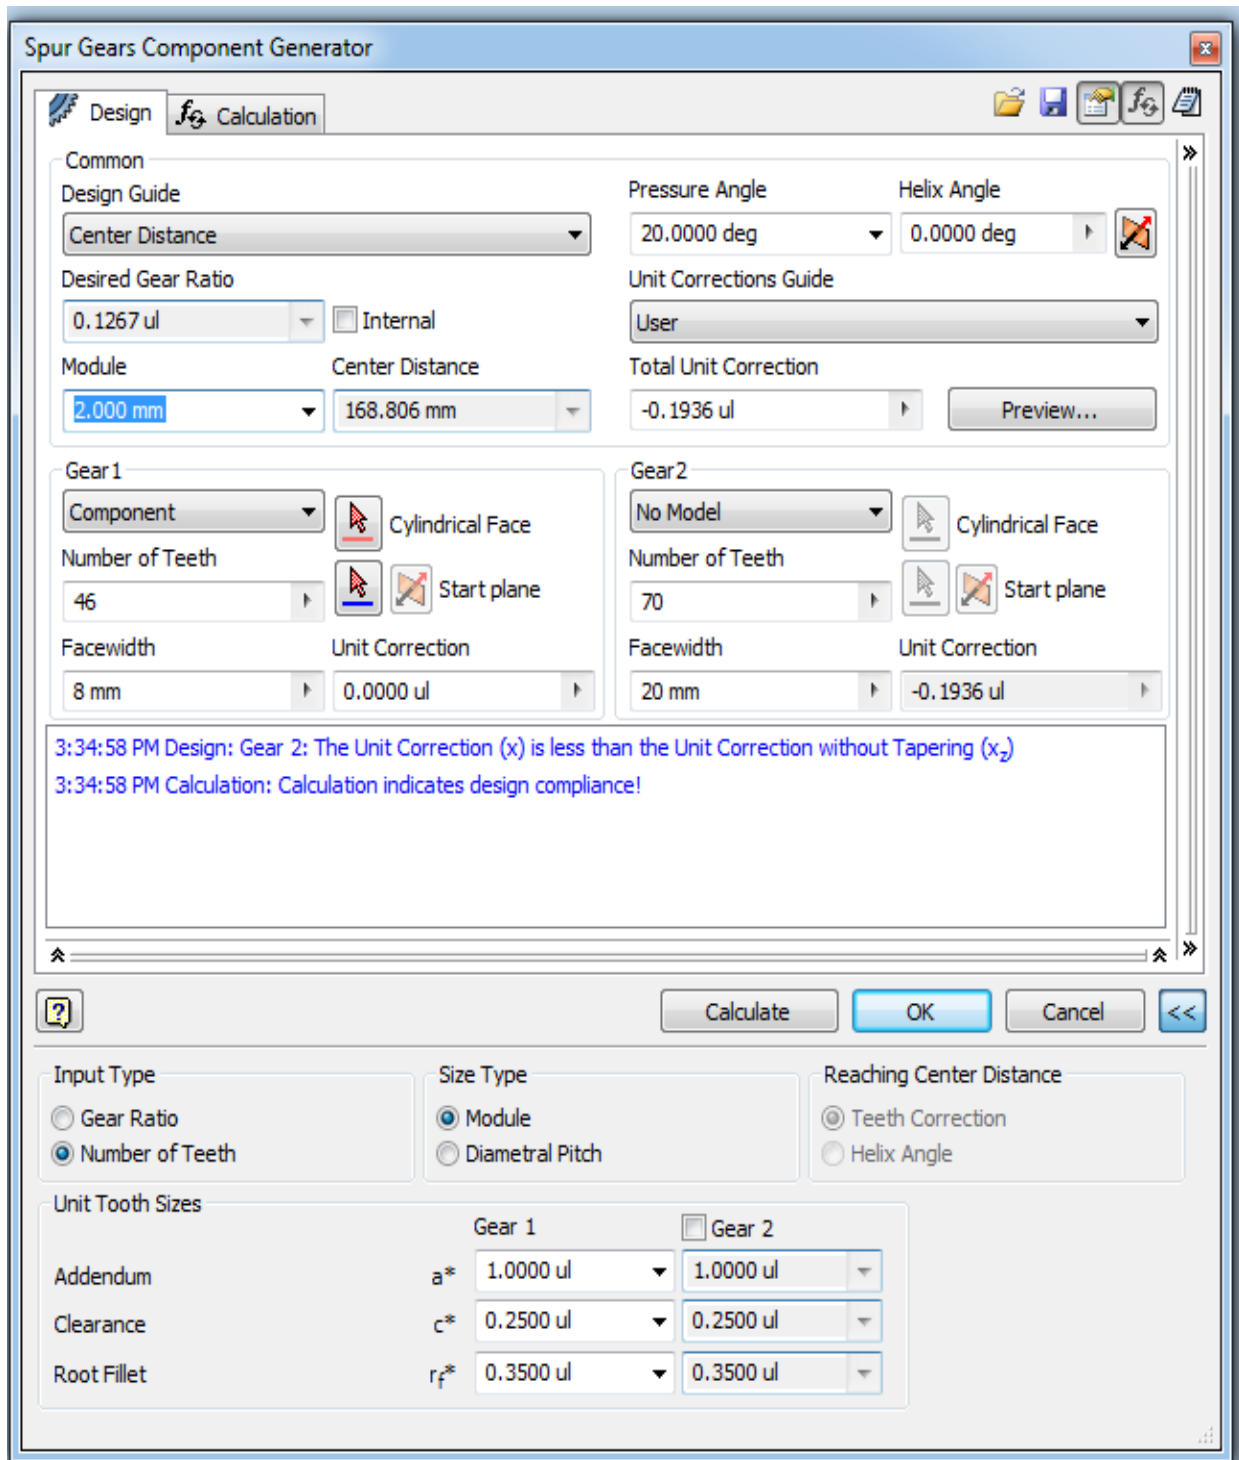 Spur Gears Component Generator
Design
Calculation
Common
Design Guide
Pressure Angle
Helix Angle
Center Distance
20.0000 deg
0.0000 deg
Desired Gear Ratio
Unit Corrections Guide
0.1267 ul
Internal
User
Module
Center Distance
Total Unit Correction
2.000 mm
168.806 mm
-0.1936 ul
Preview...
Gear1
Gear2
Component
Cylindrical Face
No Model
Cylindrical Face
Number of Teeth
Number of Teeth
46
Start plane
70
Start plane
Facewidth
Unit Correction
Facewidth
Unit Correction
8 mm
0.0000 ul
20 mm
-0.1936 ul
3:34:58 PM Design: Gear 2: The Unit Correction (x) is less than the Unit Correction without Tapering (xz)
3:34:58 PM Calculation: Calculation indicates design compliance!
Calculate
OK
Cancel
<<
Input Type
Size Type
Reaching Center Distance
Gear Ratio
Module
Teeth Correction
Number of Teeth
Diametral Pitch
Helix Angle
Unit Tooth Sizes
Gear 1
Gear 2
Addendum a* 1.0000 ul 1.0000 ul
Clearance c* 0.2500 ul 0.2500 ul
Root Fillet rf* 0.3500 ul 0.3500 ul